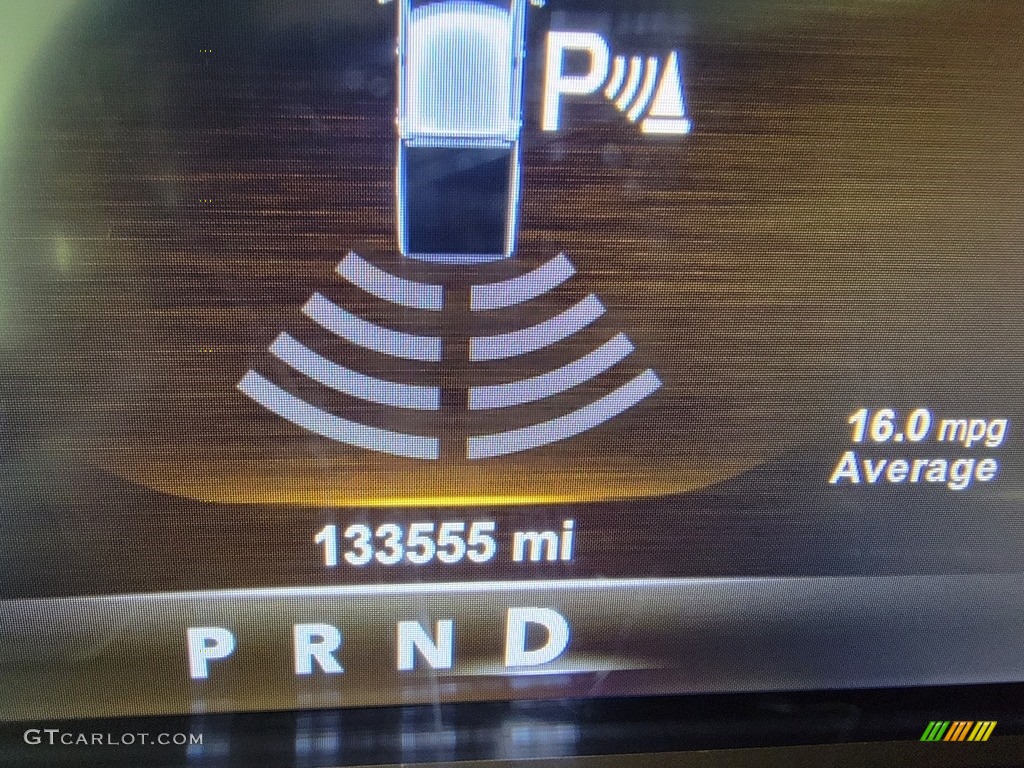 P
16.0 mpg
Average
133555 mi
P R N D
GTCARLOT.COM